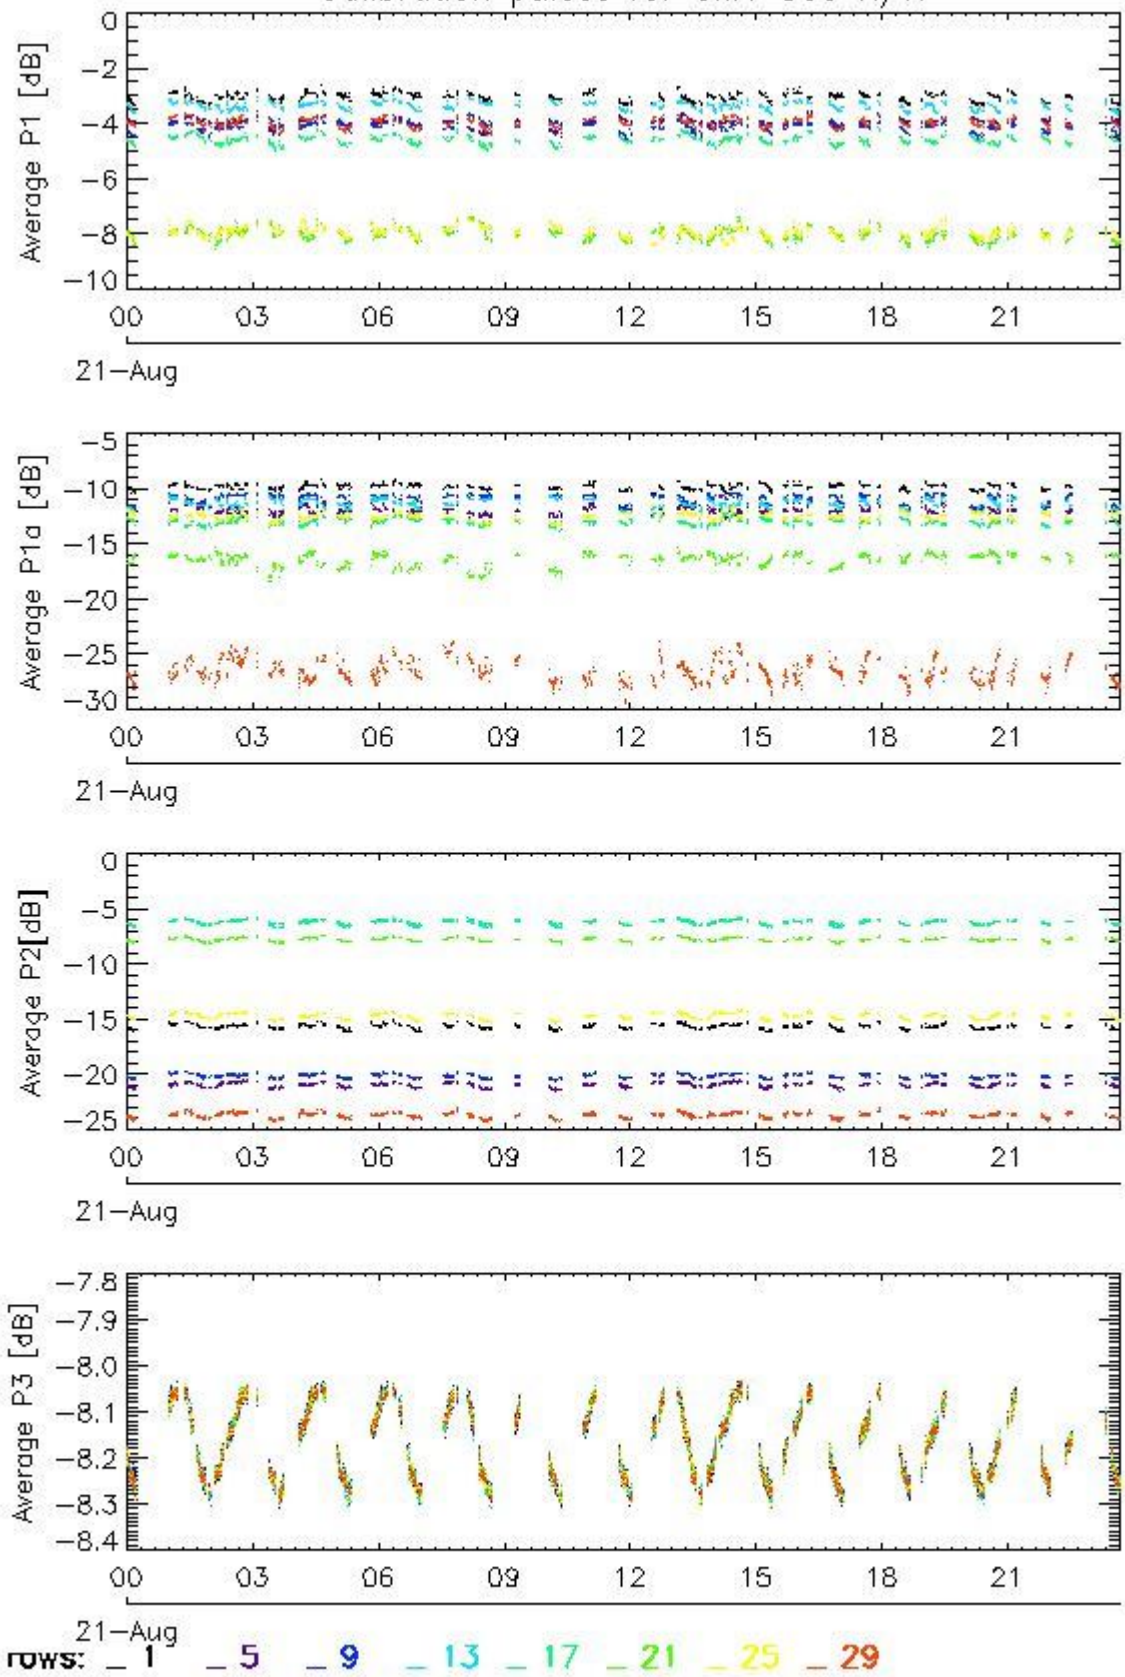 0
−2
−4
−6
−8
−10
Average P1 [dB]
00 03 06 09 12 15 18 21
21−Aug
−5
−10
−15
−20
−25
−30
Average P1a [dB]
00 03 06 09 12 15 18 21
21−Aug
0
−5
−10
−15
−20
−25
Average P2[dB]
00 03 06 09 12 15 18 21
21−Aug
−7.8
−7.9
−8.0
−8.1
−8.2
−8.3
−8.4
Average P3 [dB]
00 03 06 09 12 15 18 21
21−Aug
rows: _ 1 _ 5 _ 9 _ 13 _ 17 _ 21 _ 25 _ 29